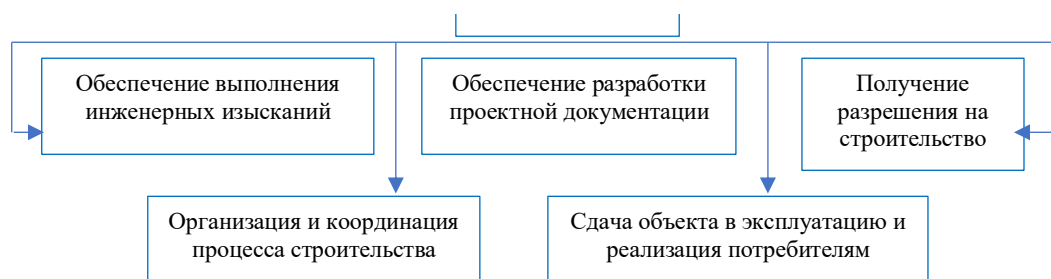 Обеспечение выполнения
инженерных изысканий
Обеспечение разработки
проектной документации
Получение
разрешения на
строительство
Организация и координация
процесса строительства
Сдача объекта в эксплуатацию и
реализация потребителям